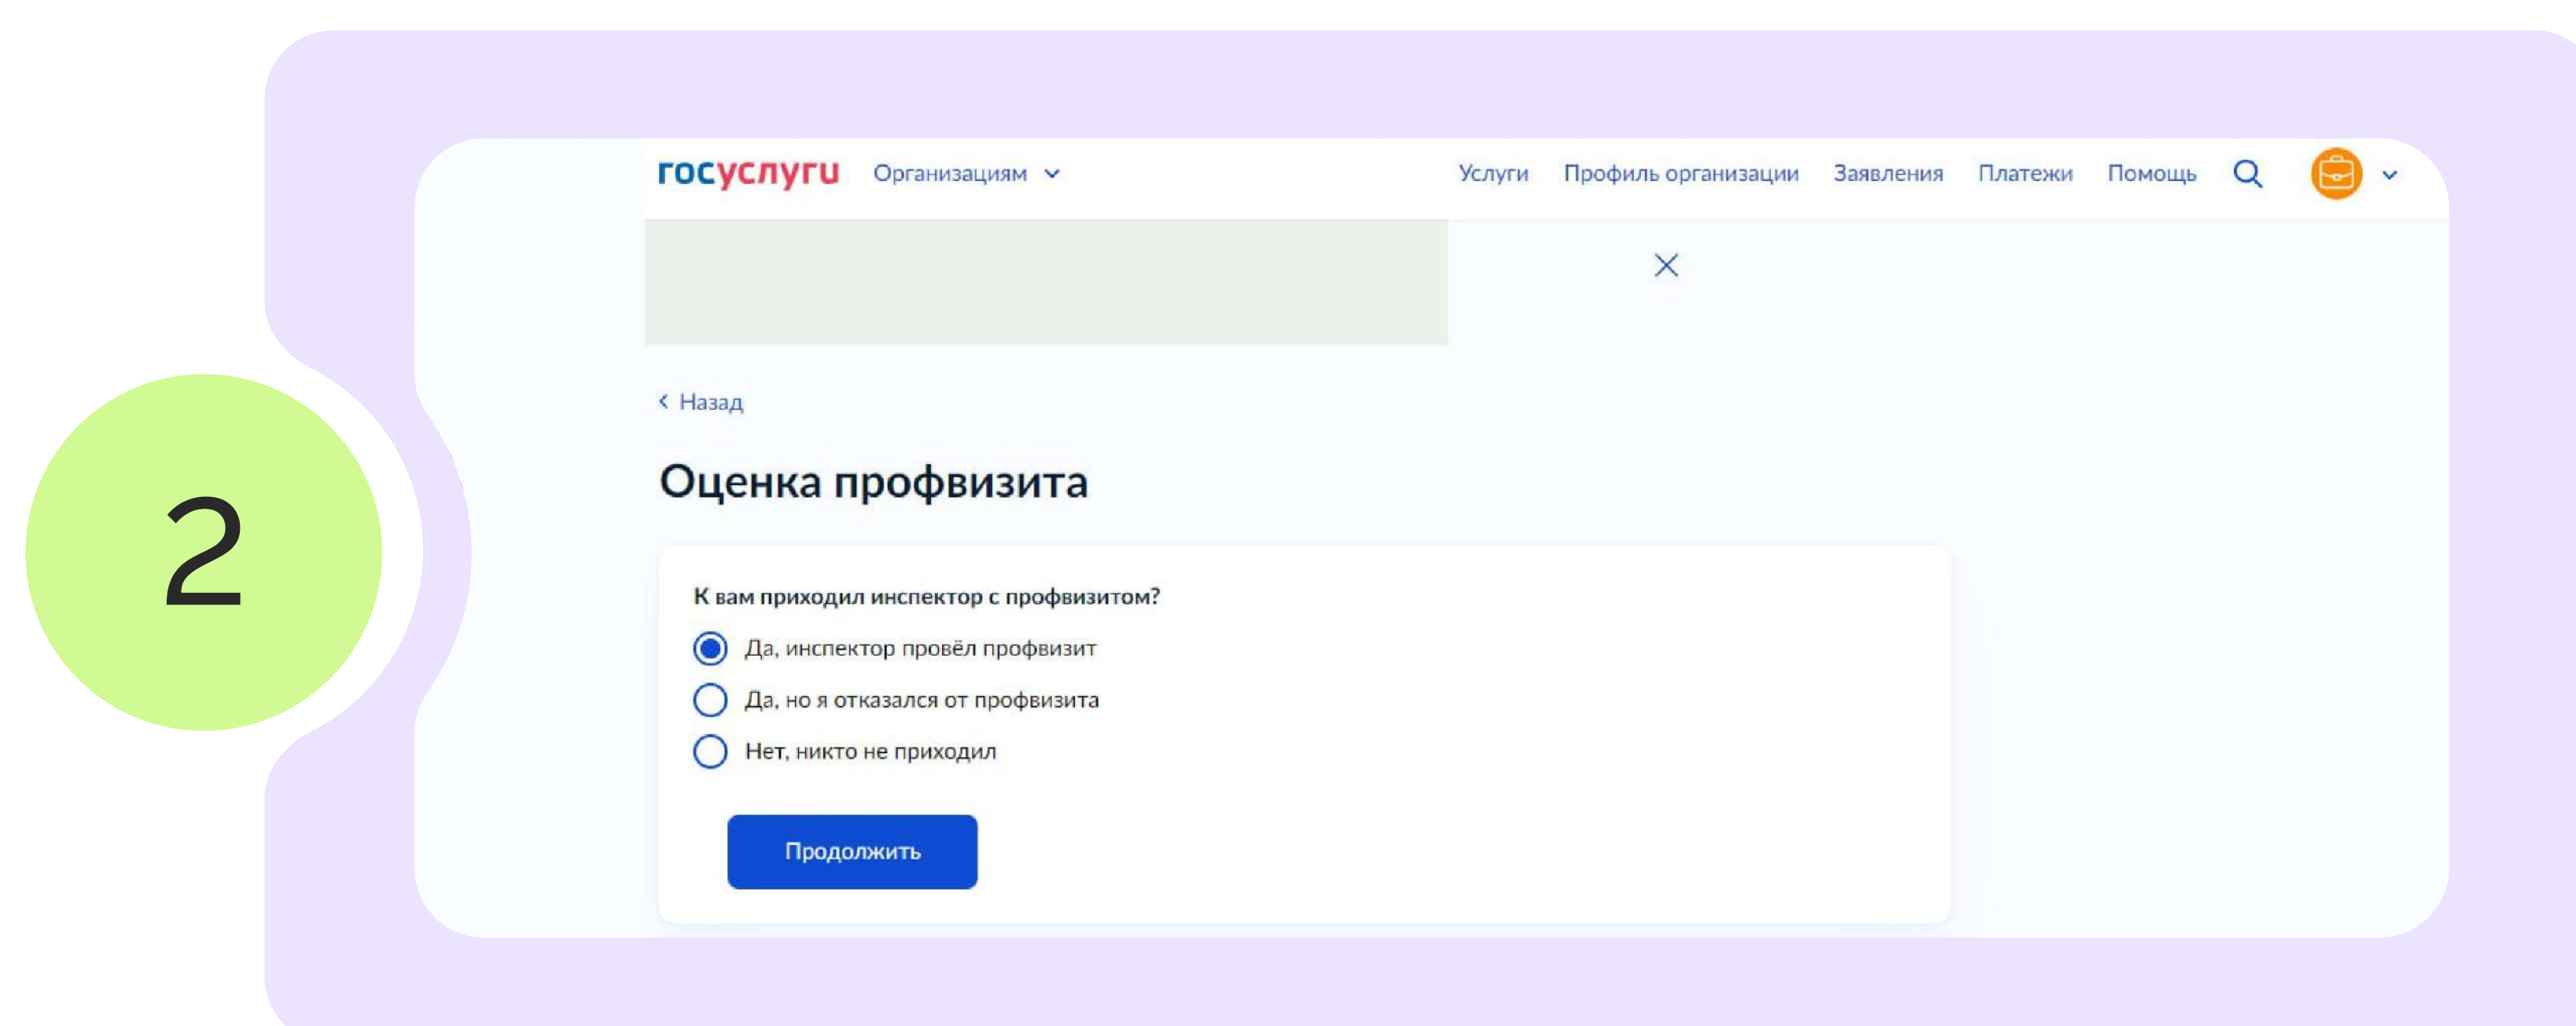 госуслуги Организациям Услуги Профиль организации Заявления Платежи Помощь
Назад
Оценка профвизита
2
К вам приходил инспектор с профвизитом?
Да, инспектор провёл профвизит
Да, но я отказался от профвизита
Нет, никто не приходил
Продолжить